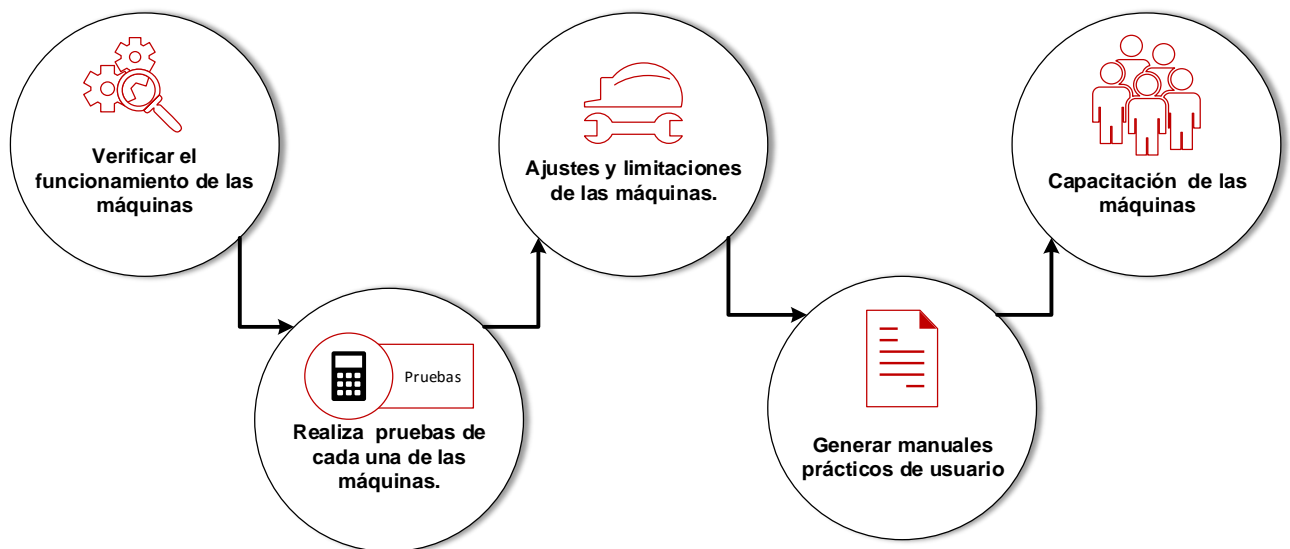 Verificar el
funcionamiento de las
máquinas
Pruebas
Realiza  pruebas de
cada una de las
máquinas.
Ajustes y limitaciones
de las máquinas.
Generar manuales
prácticos de usuario
Capacitación  de las
máquinas